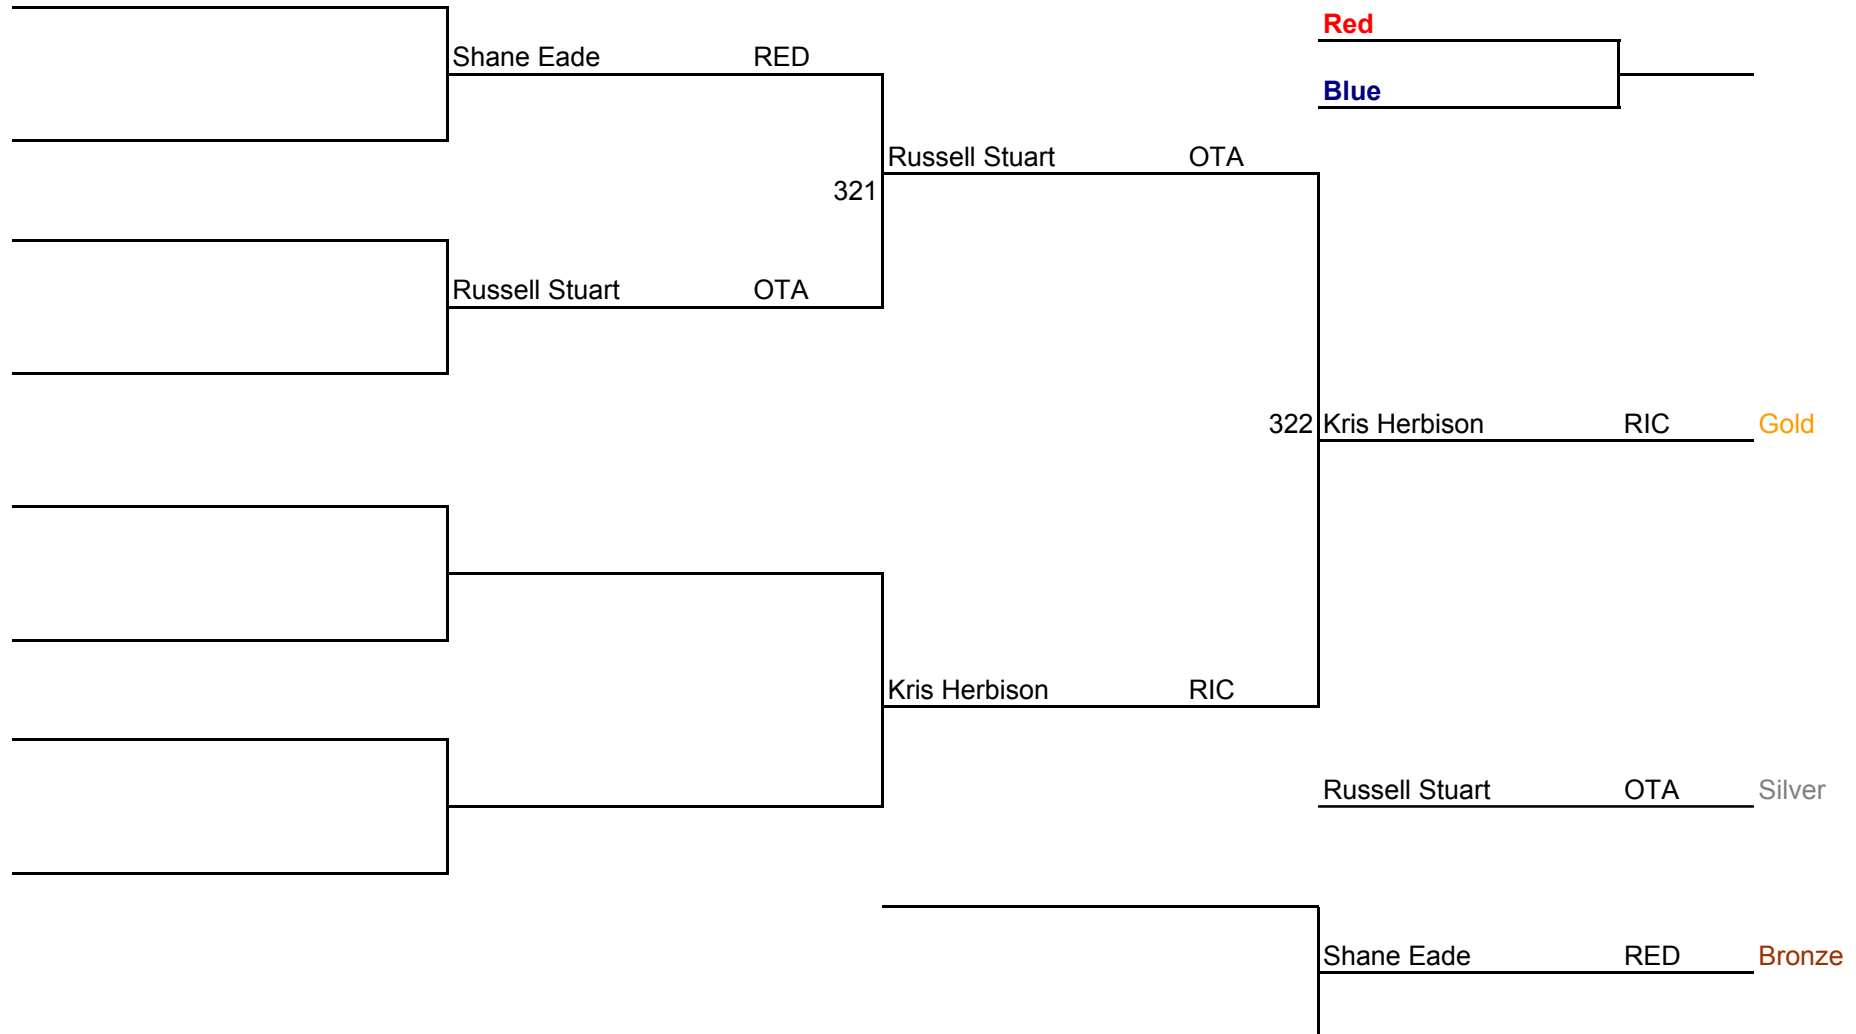 Red
Shane Eade RED
Blue
Russell Stuart OTA
321
Russell Stuart OTA
322 Kris Herbison RIC Gold
Kris Herbison RIC
Russell Stuart OTA Silver
Shane Eade RED Bronze